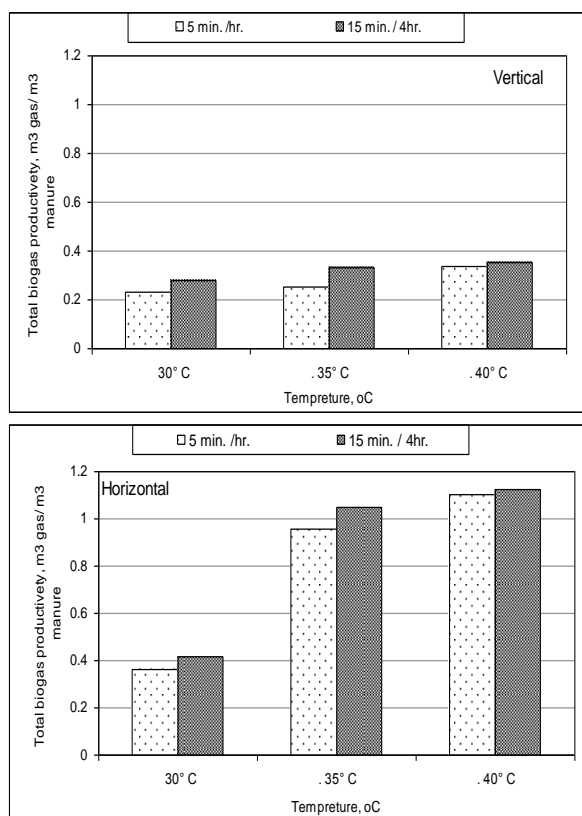 5 min. /hr. 15 min. / 4hr.
Vertical
Total biogas productivety, m3 gas/ m3
manure
1.2
1
0.8
0.6
0.4
0.2
0
30° C . 35° C . 40° C
Tempreture, oC
5 min. /hr. 15 min. / 4hr.
Horizontal
Total biogas productivety, m3 gas/ m3
manure
1.2
1
0.8
0.6
0.4
0.2
0
30° C . 35° C . 40° C
Tempreture, oC